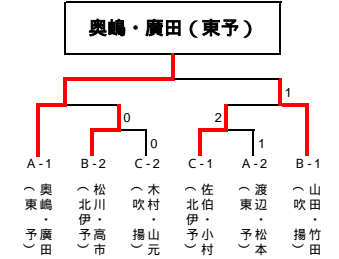 奥嶋・廣田(東予)
1
0
2
0
1
A-1
B-2
C-2
C-1
A-2
B-1
奥嶋・廣田
(東 予)
松川・高市
(北伊予)
木村・山元
(吹 揚)
佐伯・小村
(北伊予)
渡辺・松本
(東 予)
山田・竹田
(吹 揚)